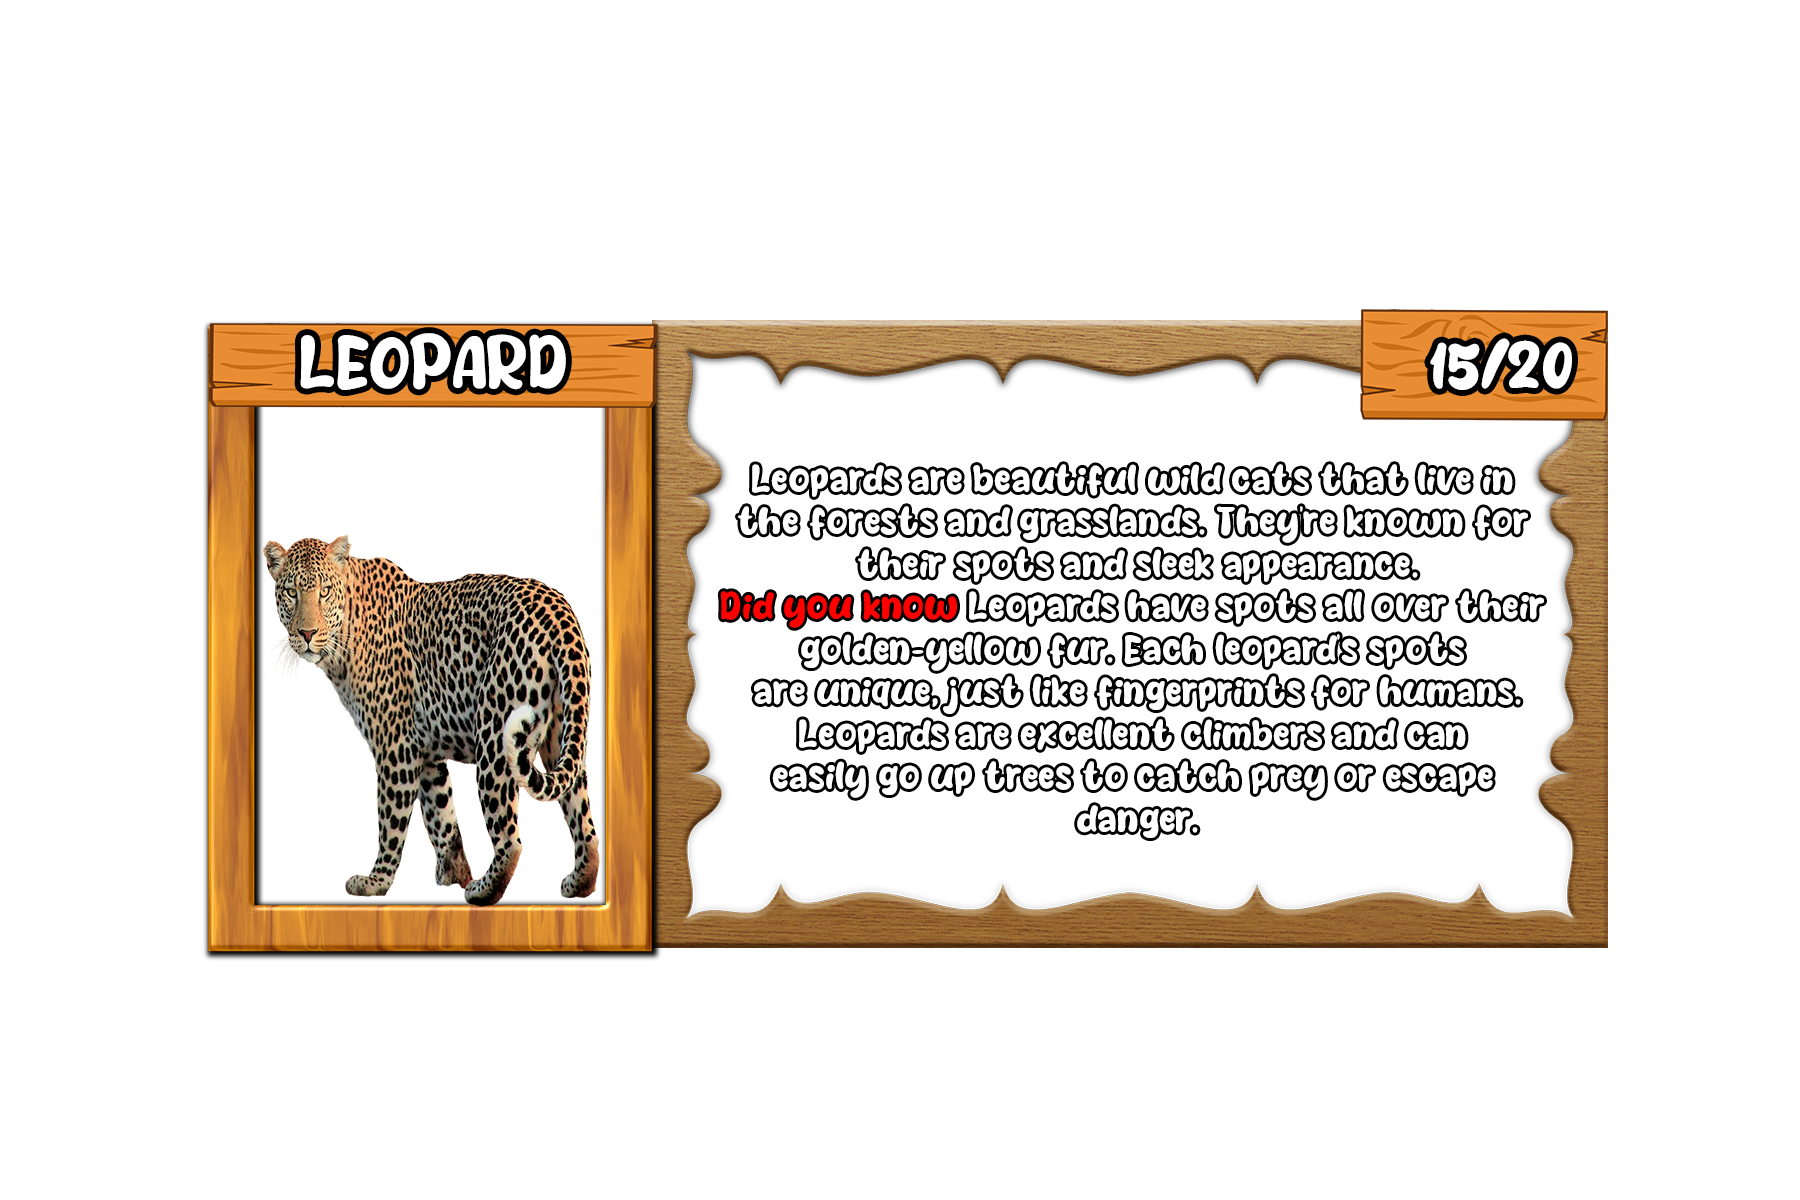 LEOPARD
15/20
Leopards are beautiful wild cats that live in
the forests and grasslands. They're known for
their spots and sleek appearance.
Did you know Leopards have spots all over their
golden-yellow fur. Each leopard's spots
are unique, just like fingerprints for humans.
Leopards are excellent climbers and can
easily go up trees to catch prey or escape
danger.